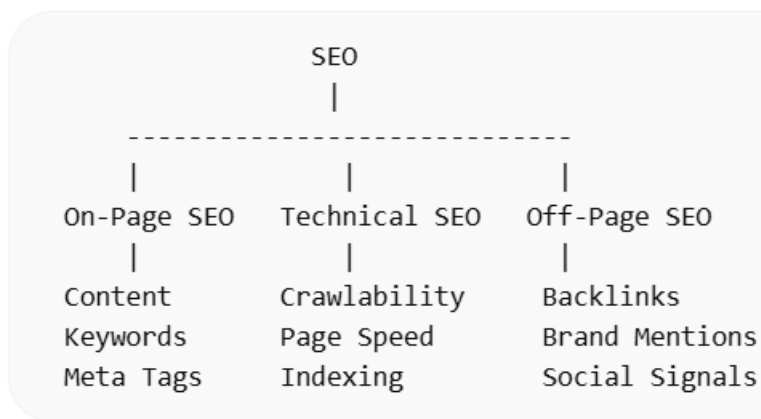 SEO
|
-----------------------------
| | |
On-Page SEO Technical SEO Off-Page SEO
| | |
Content Crawlability Backlinks
Keywords Page Speed Brand Mentions
Meta Tags Indexing Social Signals